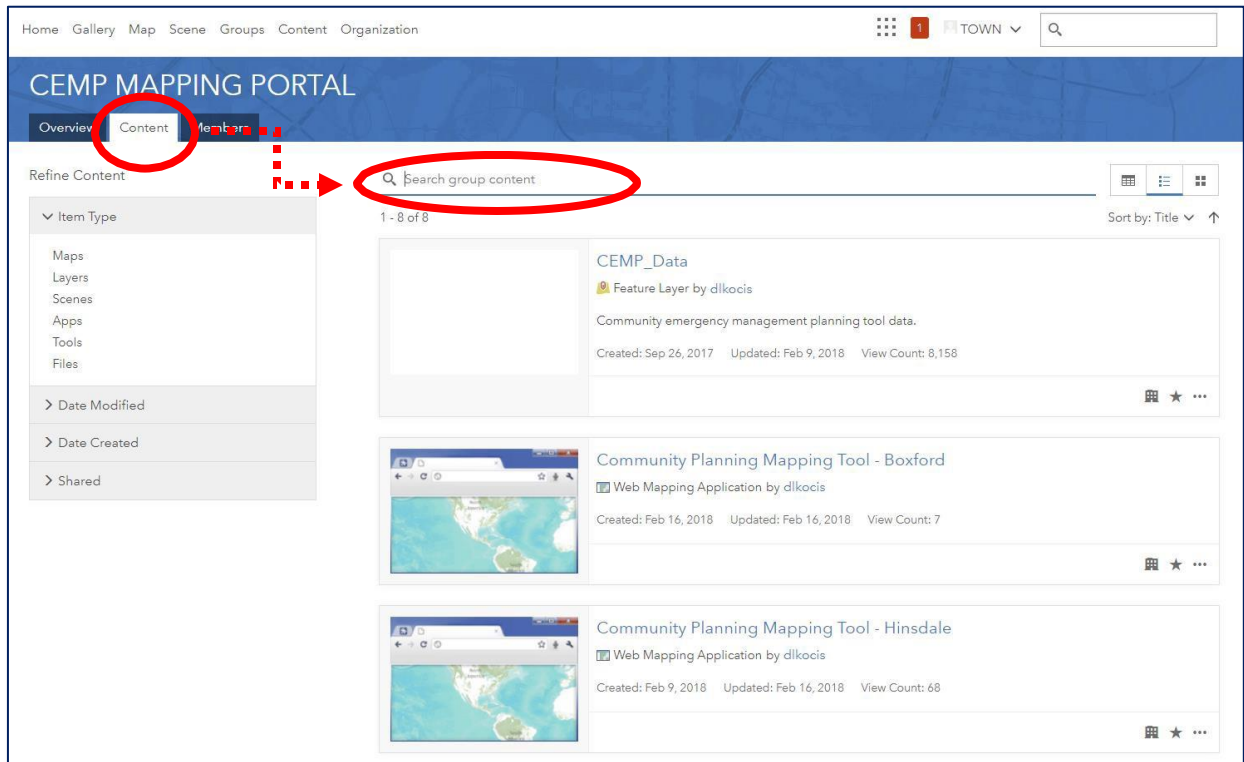 Home Gallery Map Scene Groups Content Organization 1 TOWN
CEMP MAPPING PORTAL
Overview Content Members
Refine Content
Search group content
Item Type
1 - 8 of 8
Sort by: Title
Maps
Layers
Scenes
Apps
Tools
Files
Date Modified
Date Created
Shared
CEMP_Data
Feature Layer by dlkocis
Community emergency management planning tool data.
Created: Sep 26, 2017 Updated: Feb 9, 2018 View Count: 8,158
Community Planning Mapping Tool - Boxford
Web Mapping Application by dlkocis
Created: Feb 16, 2018 Updated: Feb 16, 2018 View Count: 7
Community Planning Mapping Tool - Hinsdale
Web Mapping Application by dlkocis
Created: Feb 9, 2018 Updated: Feb 16, 2018 View Count: 68